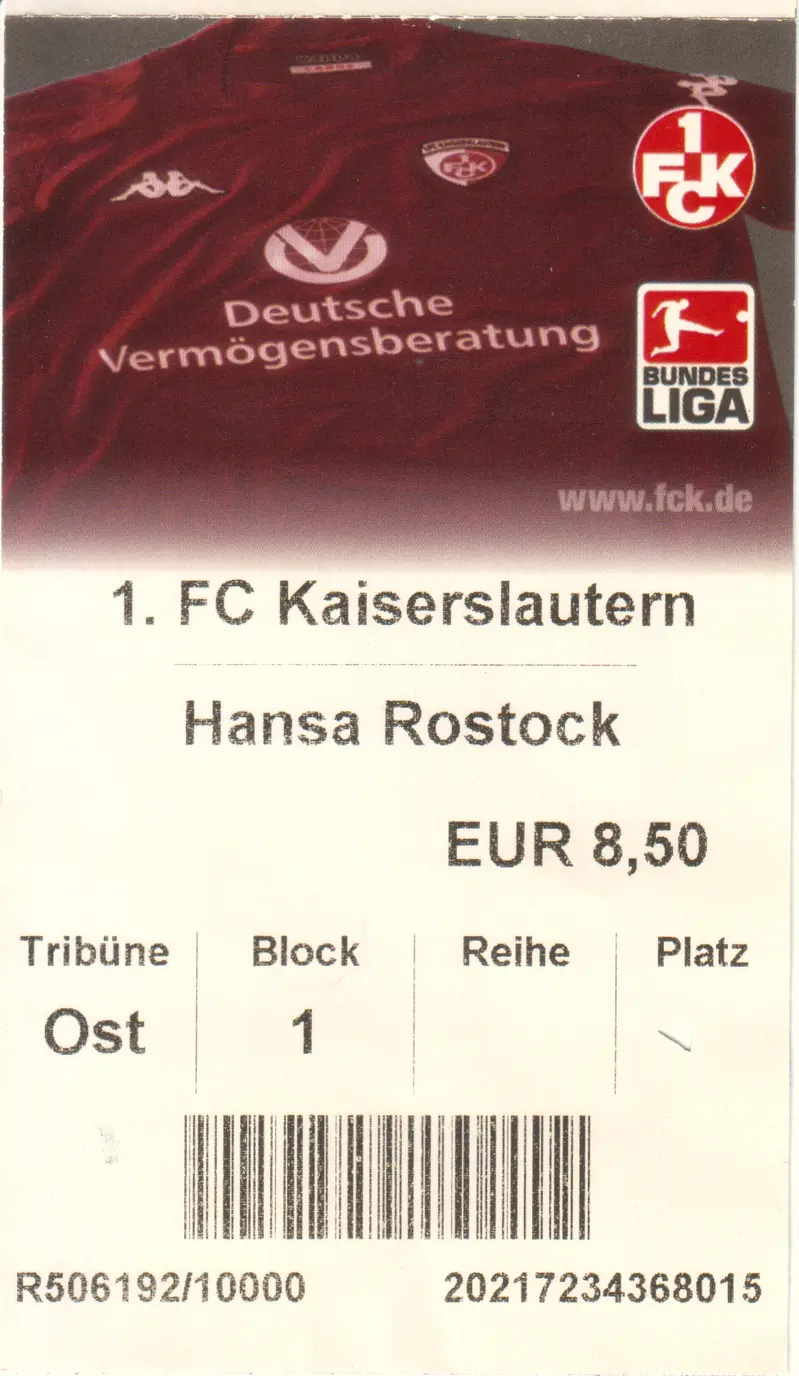 KAPPA
1
FCK
Deutsche
Vermögensberatung
BUNDES
LIGA
www.fck.de
1. FC Kaiserslautern
Hansa Rostock
EUR 8,50
Tribüne Block Reihe Platz
Ost 1
R506192/10000 20217234368015